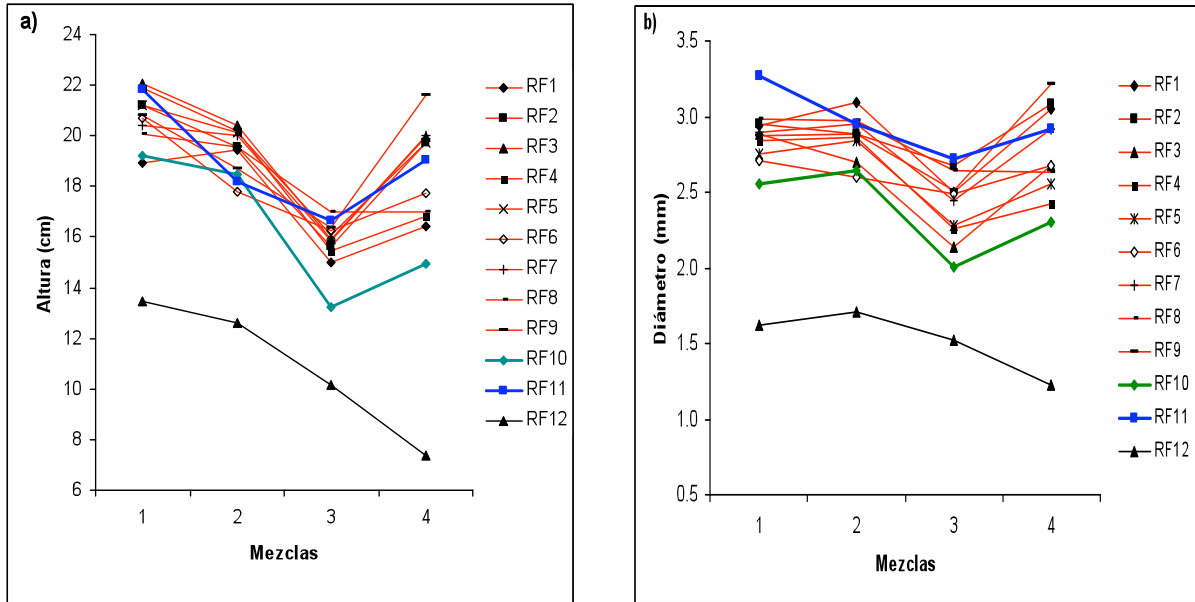 a)
Altura (cm)
24
22
20
18
16
14
12
10
8
6
1 2 3 4
Mezclas
RF1
RF2
RF3
RF4
RF5
RF6
RF7
RF8
RF9
RF10
RF11
RF12
b)
Diámetro (mm)
3.5
3.0
2.5
2.0
1.5
1.0
0.5
1 2 3 4
Mezclas
RF1
RF2
RF3
RF4
RF5
RF6
RF7
RF8
RF9
RF10
RF11
RF12